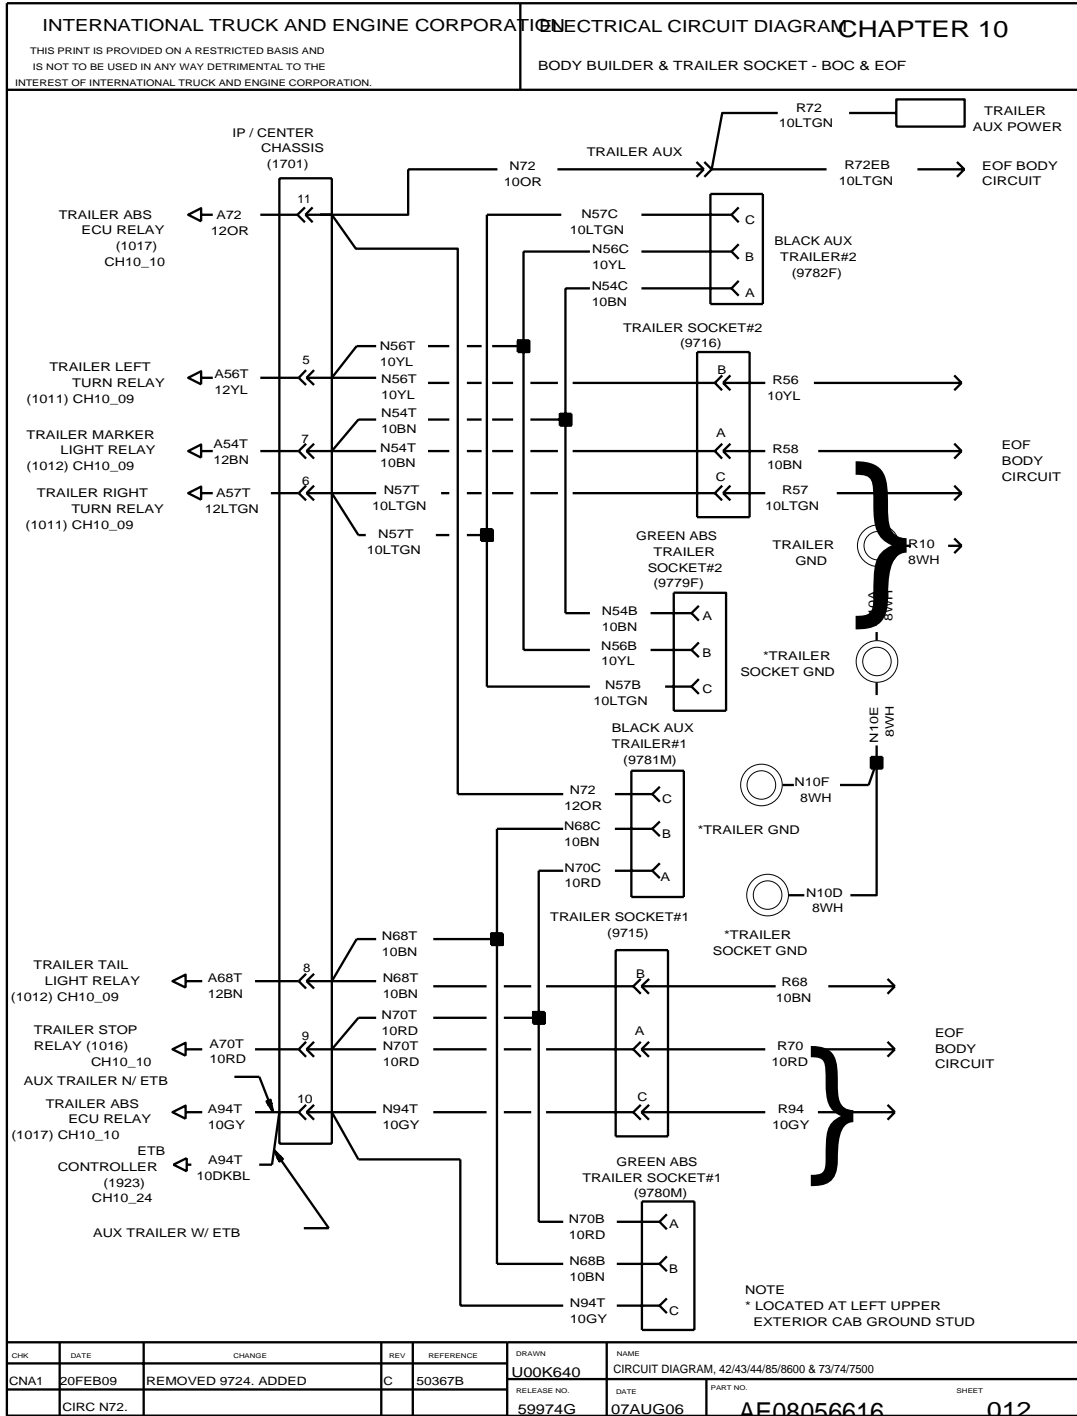 INTERNATIONAL TRUCK AND ENGINE CORPORATION
ELECTRICAL CIRCUIT DIAGRAM
CHAPTER 10
THIS PRINT IS PROVIDED ON A RESTRICTED BASIS AND
IS NOT TO BE USED IN ANY WAY DETRIMENTAL TO THE
INTEREST OF INTERNATIONAL TRUCK AND ENGINE CORPORATION.
BODY BUILDER & TRAILER SOCKET - BOC & EOF
R72
10LTGN
TRAILER
AUX POWER
IP / CENTER
CHASSIS
(1701)
TRAILER AUX
N72
10OR
R72EB
10LTGN
EOF BODY
CIRCUIT
TRAILER ABS
ECU RELAY
(1017)
CH10_10
A72
12OR
11
N57C
10LTGN
C
N56C
10YL
B
N54C
10BN
A
BLACK AUX
TRAILER#2
(9782F)
TRAILER SOCKET#2
(9716)
TRAILER LEFT
TURN RELAY
(1011) CH10_09
A56T
12YL
5
N56T
10YL
N56T
10YL
B
R56
10YL
TRAILER MARKER
LIGHT RELAY
(1012) CH10_09
A54T
12BN
7
N54T
10BN
N54T
10BN
A
R58
10BN
EOF
BODY
CIRCUIT
TRAILER RIGHT
TURN RELAY
(1011) CH10_09
A57T
12LTGN
6
N57T
10LTGN
N57T
10LTGN
C
R57
10LTGN
GREEN ABS
TRAILER
SOCKET#2
(9779F)
TRAILER
GND
R10
8WH
N10A
8WH
N54B
10BN
A
N56B
10YL
B
N57B
10LTGN
C
*TRAILER
SOCKET GND
N10E
8WH
BLACK AUX
TRAILER#1
(9781M)
N72
12OR
C
N68C
10BN
B
N70C
10RD
A
N10F
8WH
*TRAILER GND
N10D
8WH
*TRAILER
SOCKET GND
TRAILER SOCKET#1
(9715)
TRAILER TAIL
LIGHT RELAY
(1012) CH10_09
A68T
12BN
8
N68T
10BN
N68T
10BN
B
R68
10BN
TRAILER STOP
RELAY (1016)
CH10_10
A70T
10RD
9
N70T
10RD
N70T
10RD
A
R70
10RD
EOF
BODY
CIRCUIT
AUX TRAILER N/ ETB
TRAILER ABS
ECU RELAY
(1017) CH10_10
A94T
10GY
10
N94T
10GY
C
R94
10GY
ETB
CONTROLLER
(1923)
CH10_24
A94T
10DKBL
AUX TRAILER W/ ETB
GREEN ABS
TRAILER SOCKET#1
(9780M)
N70B
10RD
A
N68B
10BN
B
N94T
10GY
C
NOTE
* LOCATED AT LEFT UPPER
EXTERIOR CAB GROUND STUD
CHK DATE CHANGE REV REFERENCE
CNA1 20FEB09 REMOVED 9724. ADDED C 50367B
CIRC N72.
DRAWN
U00K640
NAME
CIRCUIT DIAGRAM, 42/43/44/85/8600 & 73/74/7500
RELEASE NO.
59974G
DATE
07AUG06
PART NO.
AE08056616
SHEET
012